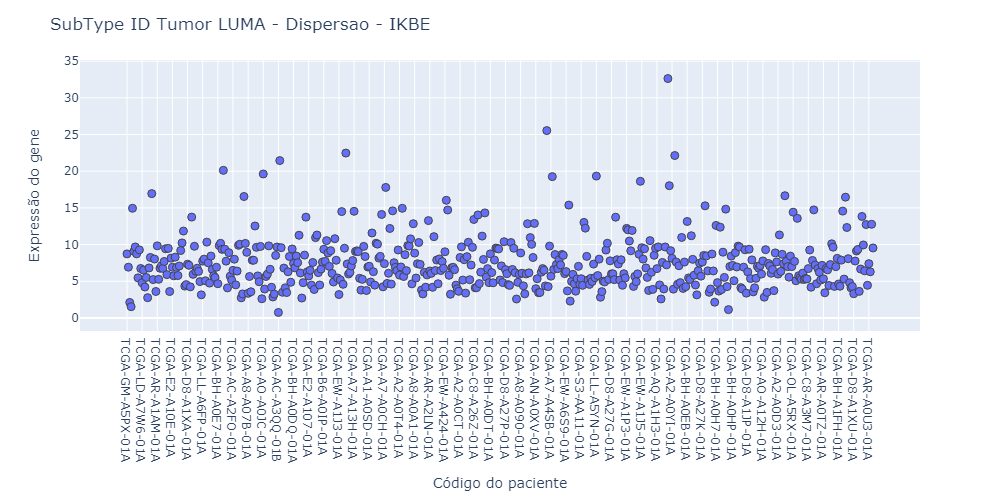 SubType ID Tumor LUMA - Dispersao - IKBE
Expressão do gene
35
30
25
20
15
10
5
0
TCGA-GM-A5PX-01A
TCGA-LD-A7W6-01A
TCGA-AR-A1AM-01A
TCGA-E2-A10E-01A
TCGA-D8-A1XA-01A
TCGA-LL-A6FP-01A
TCGA-BH-A0E7-01A
TCGA-AC-A2FO-01A
TCGA-A8-A07B-01A
TCGA-AO-A0JC-01A
TCGA-AC-A3QQ-01B
TCGA-BH-A0DQ-01A
TCGA-E2-A107-01A
TCGA-B6-A0IP-01A
TCGA-EW-A1J3-01A
TCGA-A7-A13H-01A
TCGA-A1-A0SD-01A
TCGA-A7-A0CH-01A
TCGA-A2-A0T4-01A
TCGA-A8-A0A1-01A
TCGA-AR-A2LN-01A
TCGA-EW-A424-01A
TCGA-A2-A0CT-01A
TCGA-C8-A26Z-01A
TCGA-BH-A0DT-01A
TCGA-D8-A27P-01A
TCGA-A8-A090-01A
TCGA-AN-A0XV-01A
TCGA-A7-A4SB-01A
TCGA-EW-A6S9-01A
TCGA-S3-AA11-01A
TCGA-LL-A5YN-01A
TCGA-D8-A27G-01A
TCGA-EW-A1P3-01A
TCGA-EW-A1J5-01A
TCGA-AQ-A1H3-01A
TCGA-A2-A0YI-01A
TCGA-BH-A0EB-01A
TCGA-D8-A27K-01A
TCGA-BH-A0H7-01A
TCGA-BH-A0HP-01A
TCGA-D8-A1JP-01A
TCGA-AO-A12H-01A
TCGA-A2-A0D3-01A
TCGA-OL-A5RX-01A
TCGA-C8-A3M7-01A
TCGA-AR-A0TZ-01A
TCGA-BH-A1FH-01A
TCGA-D8-A1XU-01A
TCGA-AR-A0U3-01A
Código do paciente